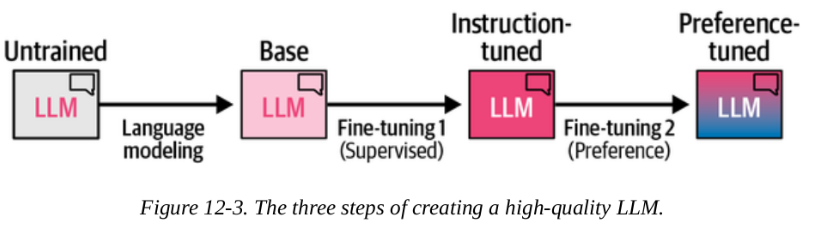 Untrained
Base
Instruction-
tuned
Preference-
tuned
LLM
LLM
LLM
LLM
Language
modeling
Fine-tuning 1
(Supervised)
Fine-tuning 2
(Preference)
Figure 12-3. The three steps of creating a high-quality LLM.